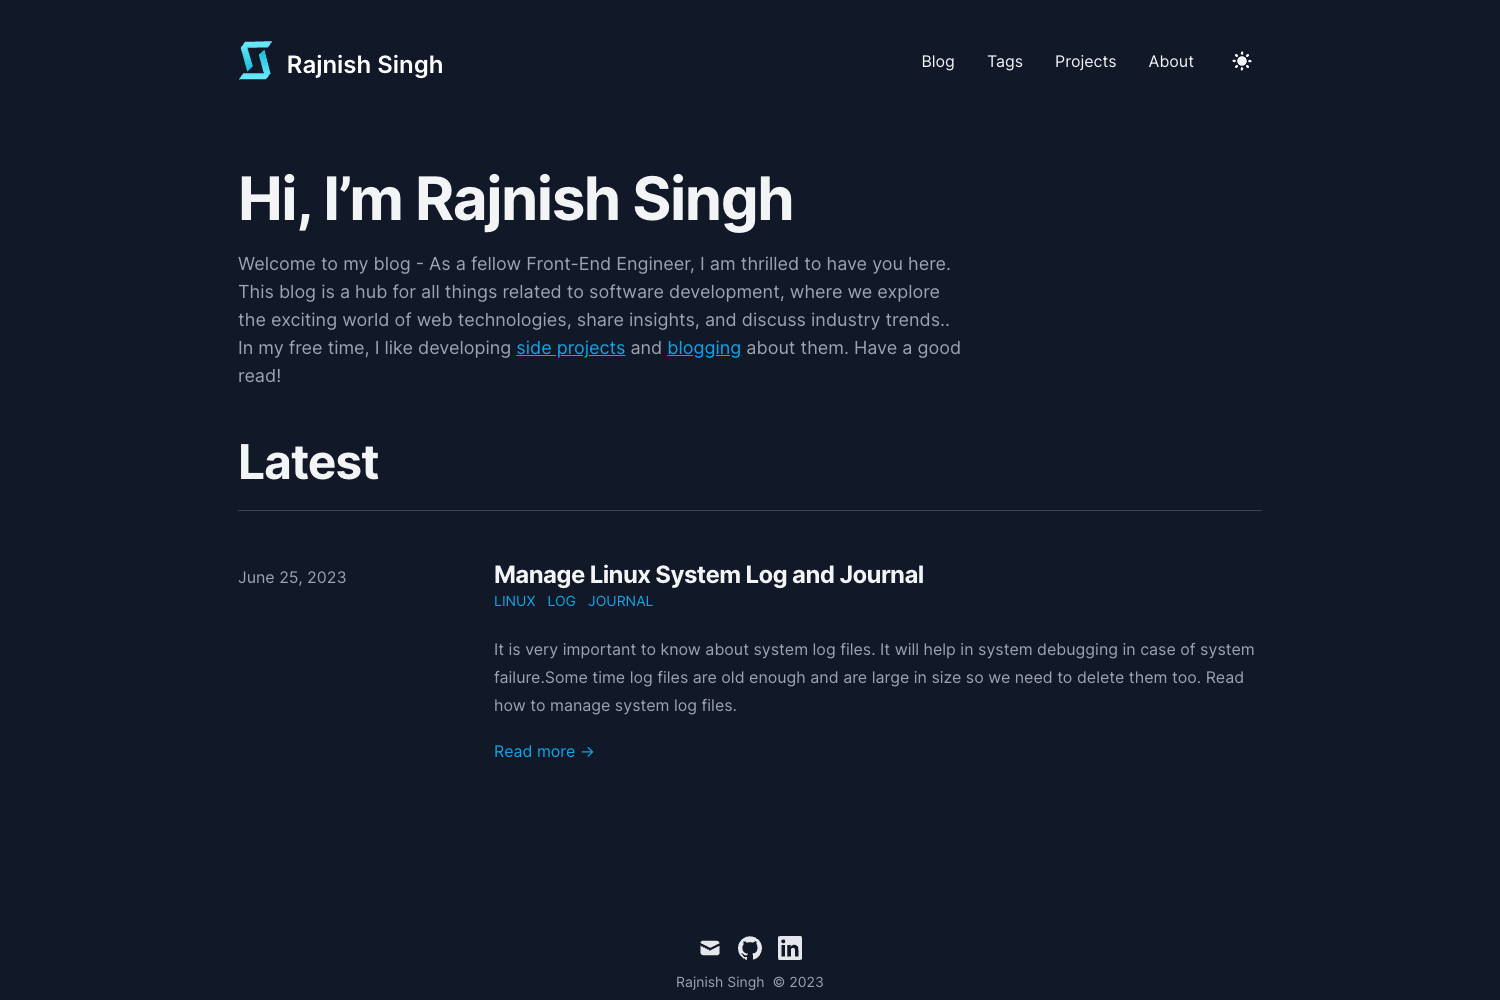 Rajnish Singh
Blog Tags Projects About
Hi, I’m Rajnish Singh
Welcome to my blog - As a fellow Front-End Engineer, I am thrilled to have you here.
This blog is a hub for all things related to software development, where we explore
the exciting world of web technologies, share insights, and discuss industry trends..
In my free time, I like developing side projects and blogging about them. Have a good
read!
Latest
June 25, 2023
Manage Linux System Log and Journal
LINUX LOG JOURNAL
It is very important to know about system log files. It will help in system debugging in case of system
failure.Some time log files are old enough and are large in size so we need to delete them too. Read
how to manage system log files.
Read more →
Rajnish Singh © 2023